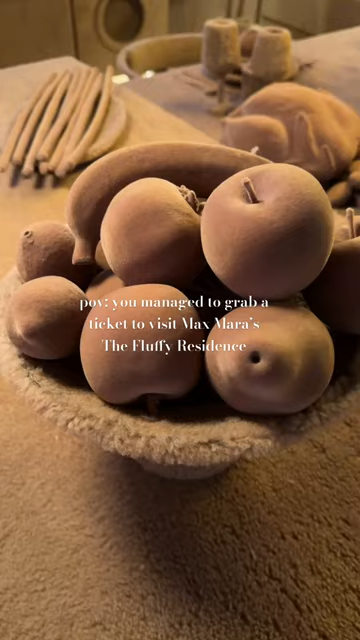 pov: you managed to grab a
ticket to visit Max Mara's
The Fluffy Residence